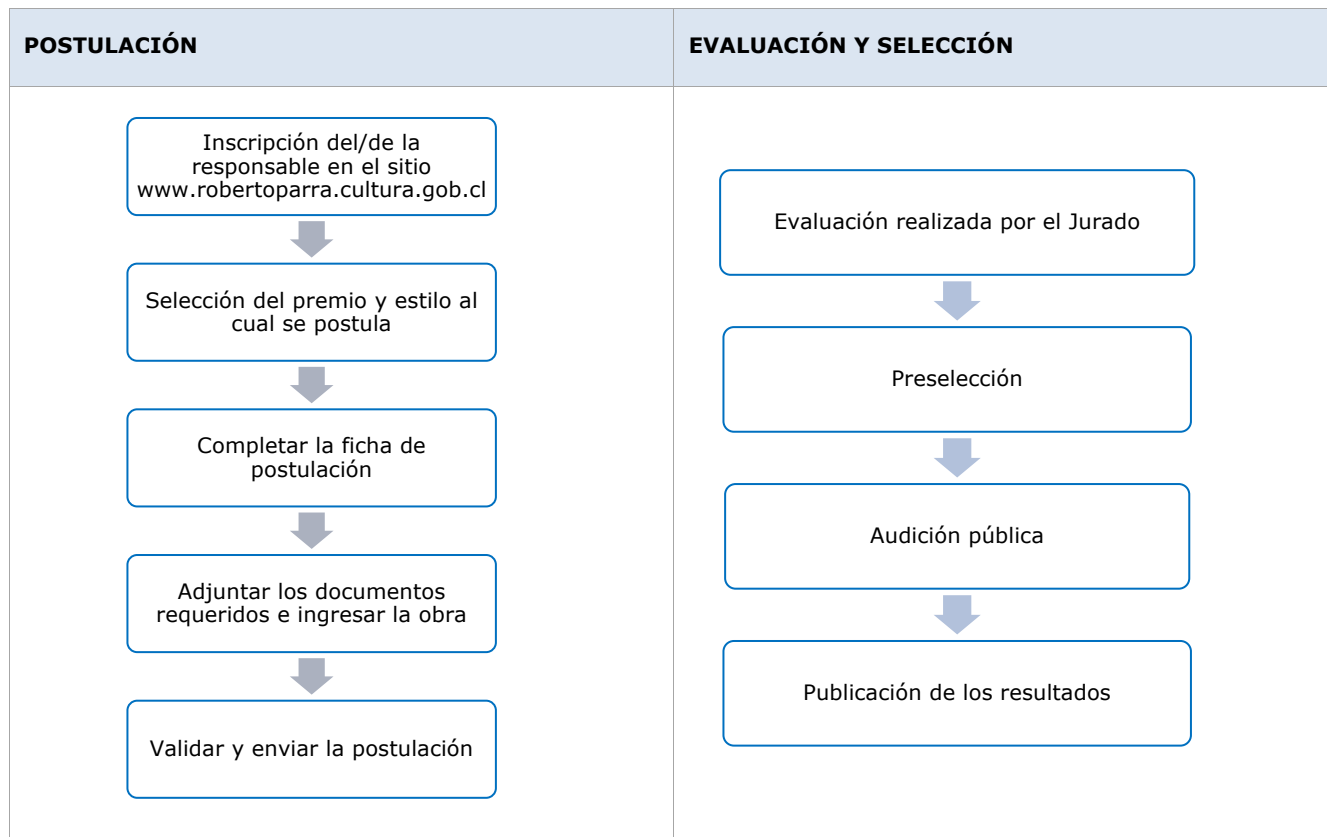 POSTULACIÓN
Inscripción del/de la
responsable en el sitio
www.robertoparra.cultura.gob.cl
Selección del premio y estilo al
cual se postula
Completar la ficha de
postulación
Adjuntar los documentos
requeridos e ingresar la obra
Validar y enviar la postulación
EVALUACIÓN Y SELECCIÓN
Evaluación realizada por el Jurado
Preselección
Audición pública
Publicación de los resultados